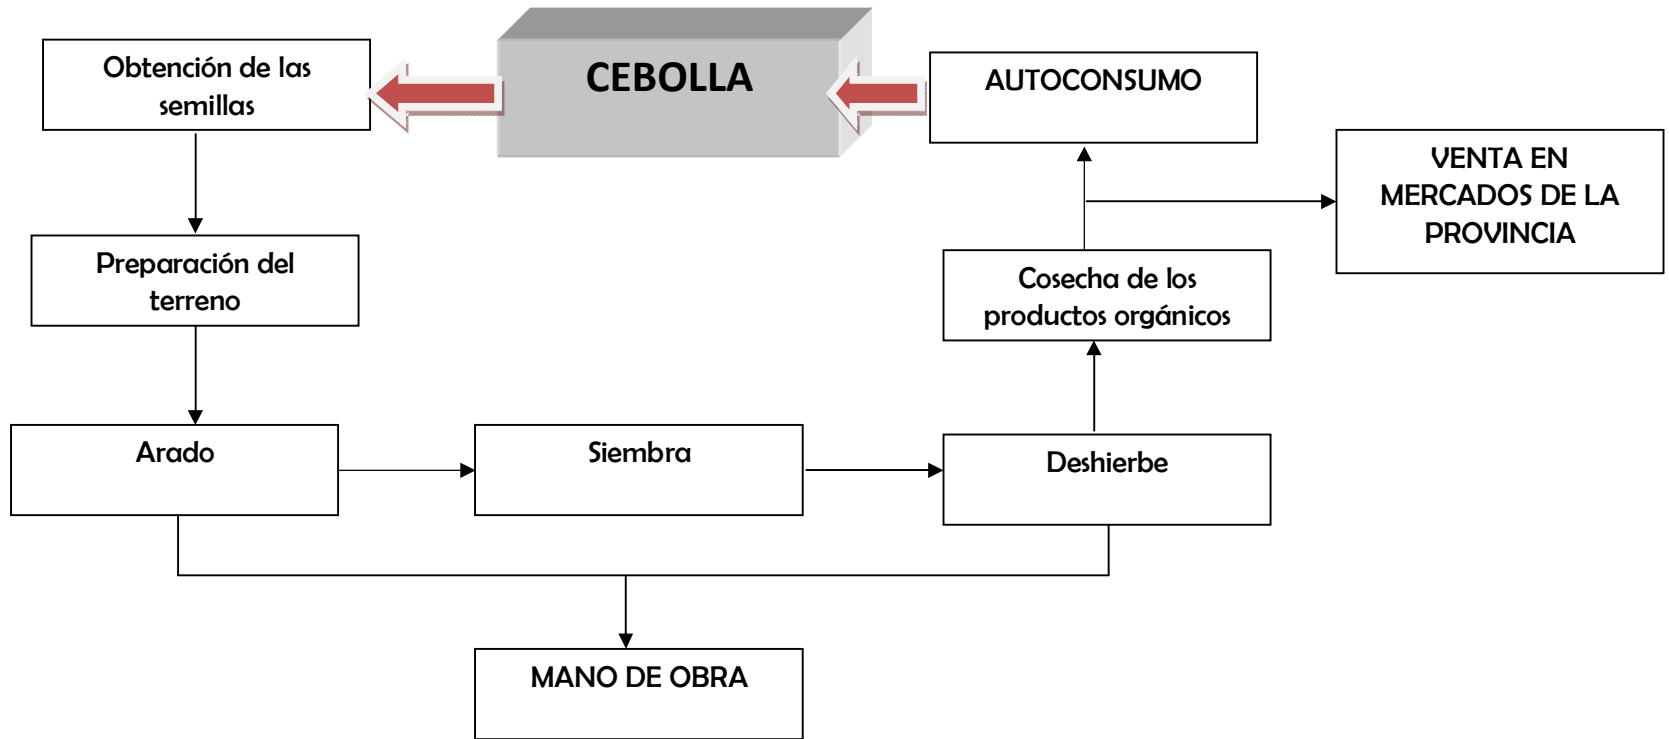 Obtención de las
semillas
CEBOLLA
AUTOCONSUMO
VENTA EN
MERCADOS DE LA
PROVINCIA
Preparación del
terreno
Cosecha de los
productos orgánicos
Arado
Siembra
Deshierbe
MANO DE OBRA